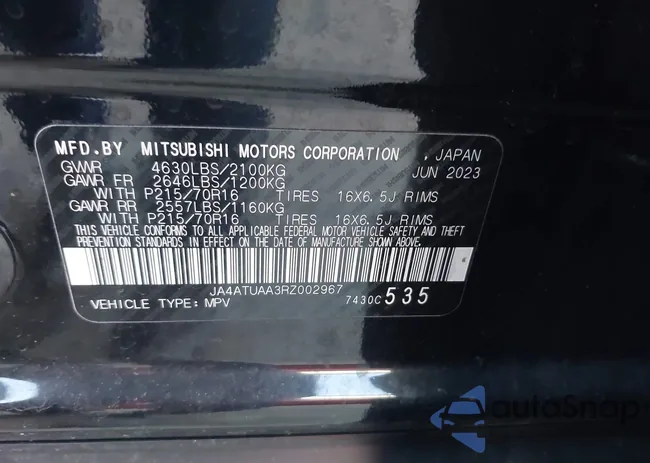 MFD.BY MITSUBISHI MOTORS CORPORATION , JAPAN
GVWR 4630LBS/2100KG JUN 2023
GAWR FR 2646LBS/1200KG
WITH P215/70R16 TIRES 16X6.5J RIMS
GAWR RR 2557LBS/1160KG
WITH P215/70R16 TIRES 16X6.5J RIMS
THIS VEHICLE CONFORMS TO ALL APPLICABLE FEDERAL MOTOR VEHICLE SAFETY AND THEFT
PREVENTION STANDARDS IN EFFECT ON THE DATE OF MANUFACTURE SHOWN ABOVE.
JA4ATUAA3RZ002967
VEHICLE TYPE: MPV 7430C 535
autoSnap